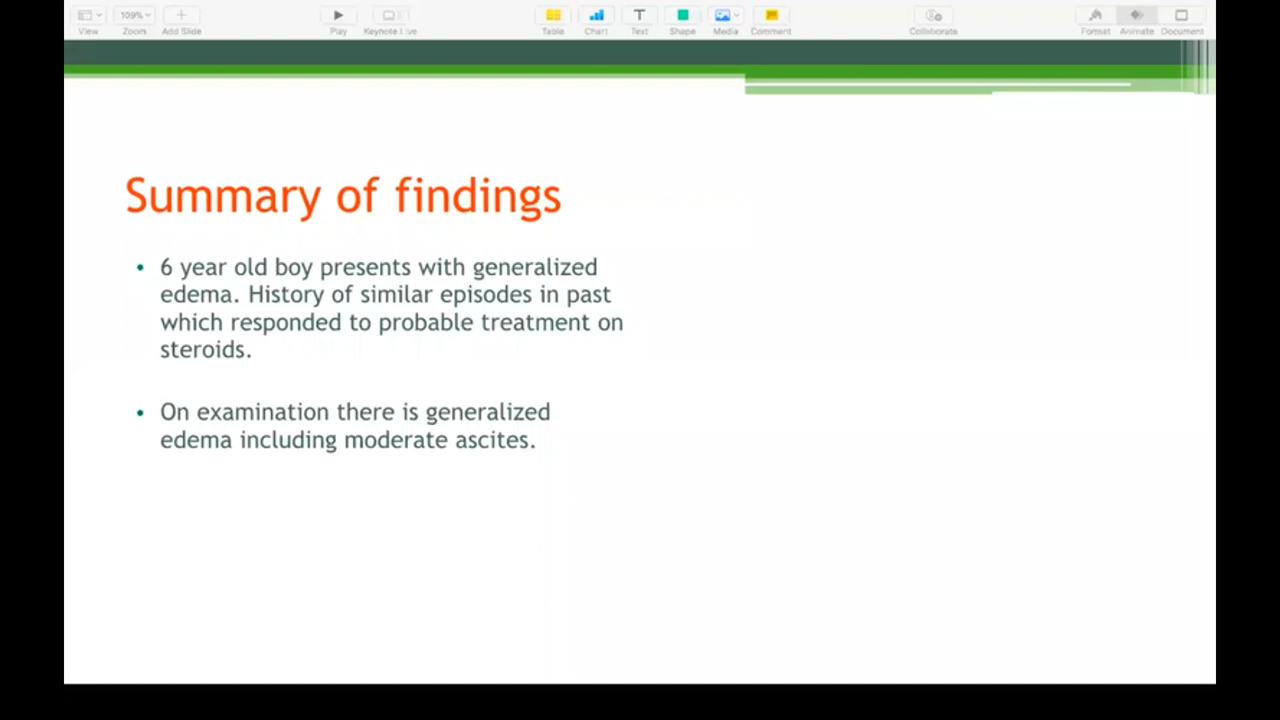 109%
View Zoom Add Slide Play Keynote Live Table Chart Text Shape Media Comment Collaborate Format Animate Document
Summary of findings
• 6 year old boy presents with generalized
edema. History of similar episodes in past
which responded to probable treatment on
steroids.
• On examination there is generalized
edema including moderate ascites.